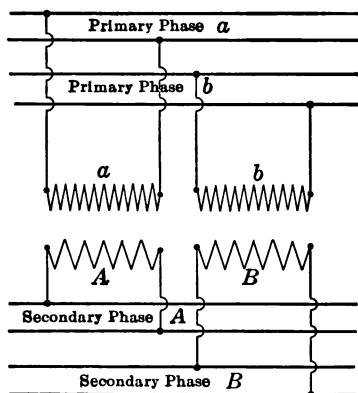 Primary Phase a
Primary Phase b
a b
A B
Secondary Phase A
Secondary Phase B